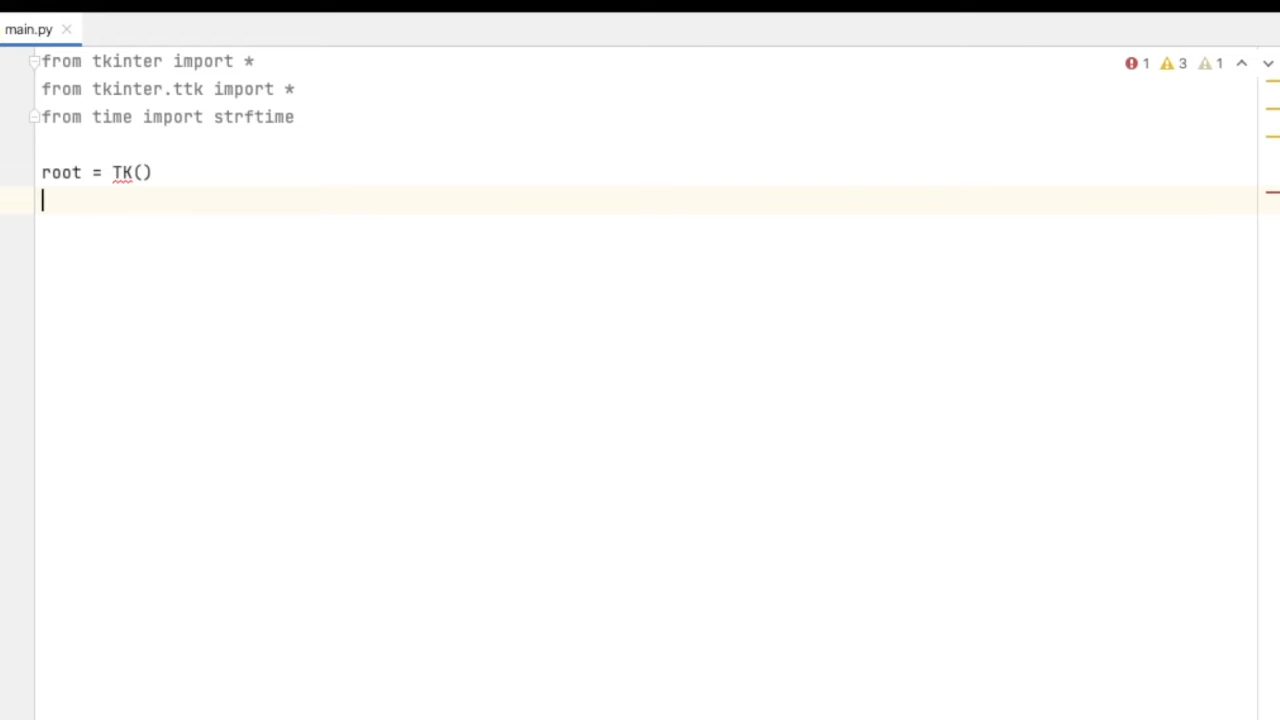 main.py
from tkinter import *
1 3 1
from tkinter.ttk import *
from time import strftime
root = TK()